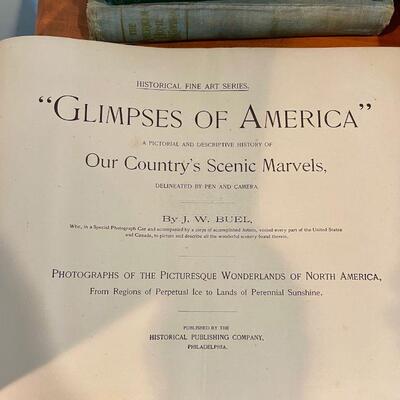 THE
HISTORICAL FINE ART SERIES.
"GLIMPSES OF AMERICA"
A PICTORIAL AND DESCRIPTIVE HISTORY OF
Our Country's Scenic Marvels,
DELINEATED BY PEN AND CAMERA.
By J. W. BUEL,
Who, in a Special Photograph Car and accompanied by a corps of accomplished Artists, visited every part of the United States
and Canada, to picture and describe all the wonderful scenery found therein.
PHOTOGRAPHS OF THE PICTURESQUE WONDERLANDS OF NORTH AMERICA,
From Regions of Perpetual Ice to Lands of Perennial Sunshine.
PUBLISHED BY THE
HISTORICAL PUBLISHING COMPANY,
PHILADELPHIA.